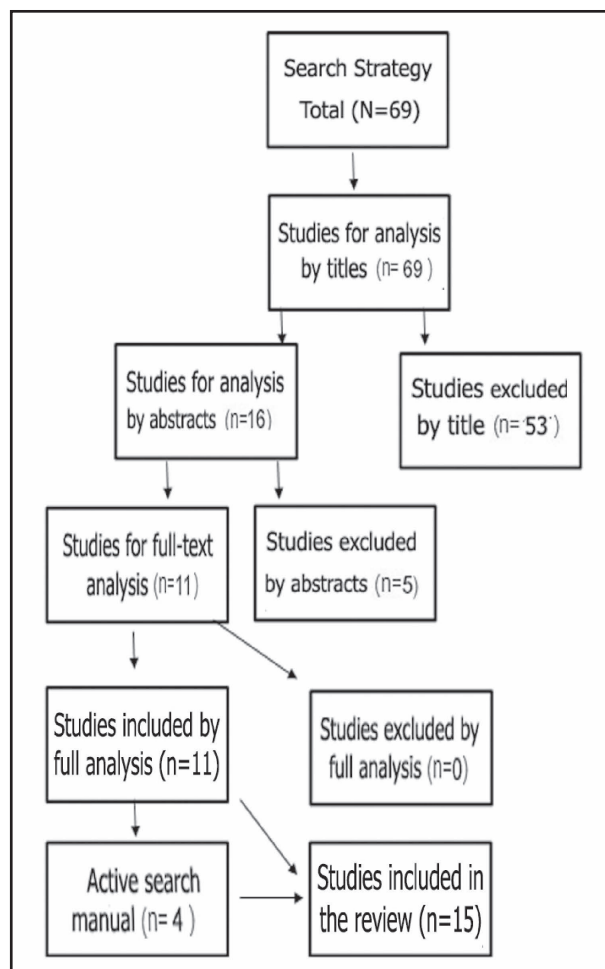 Search Strategy
Total (N=69)
Studies for analysis
by titles (n= 69 )
Studies for analysis
by abstracts (n=16)
Studies excluded
by title (n= 53 )
Studies for full-text
analysis (n=11)
Studies excluded
by abstracts (n=5)
Studies included by
full analysis (n=11)
Studies excluded by
full analysis (n=0)
Active search
manual (n= 4 )
Studies included in
the review (n=15)